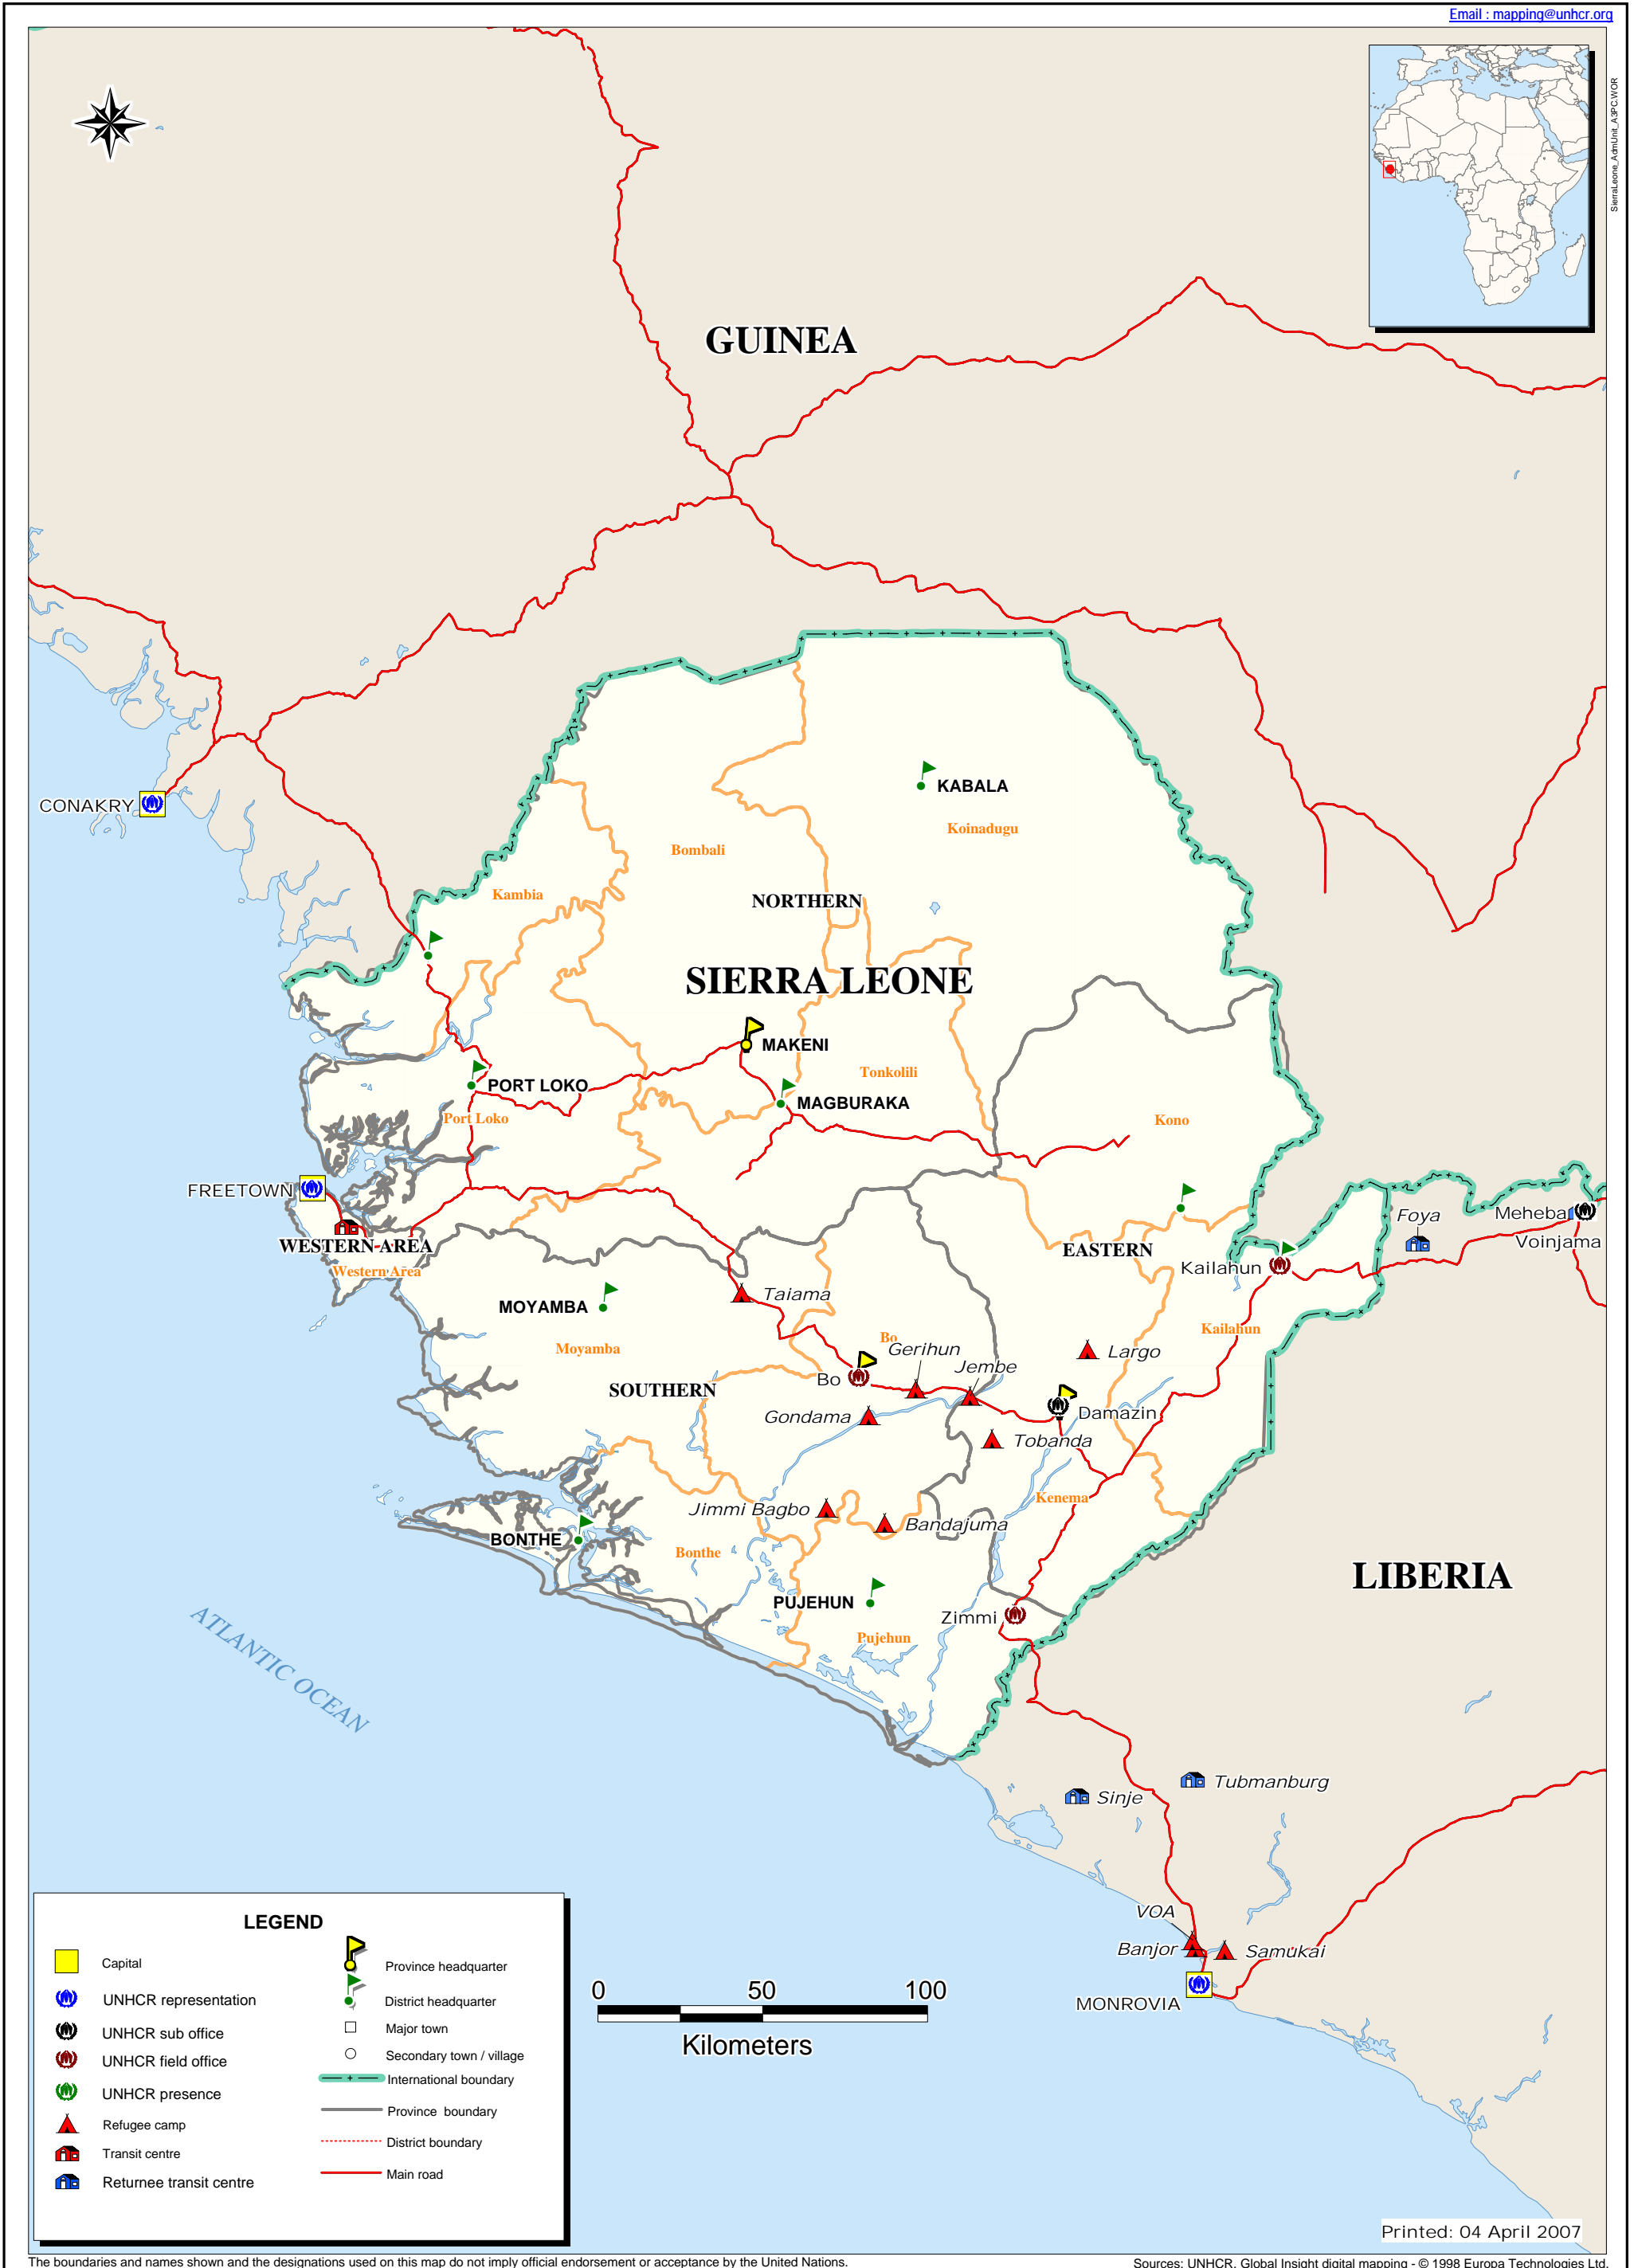 Email : mapping@unhcr.org
SierraLeone_AdmUnit_A3PC.WOR
GUINEA
CONAKRY
KABALA
Koinadugu
Bombali
Kambia
NORTHERN
SIERRA LEONE
MAKENI
Tonkolili
PORT LOKO
MAGBURAKA
Port Loko
Kono
FREETOWN
Foya
Meheba
Voinjama
WESTERN AREA
EASTERN
Western Area
Kailahun
Taiama
MOYAMBA
Kailahun
Bo
Moyamba
Gerihun
Largo
Jembe
Bo
SOUTHERN
Damazin
Gondama
Tobanda
Kenema
Jimmi Bagbo
Bandajuma
BONTHE
Bonthe
LIBERIA
PUJEHUN
Zimmi
Pujehun
ATLANTIC OCEAN
Tubmanburg
Sinje
VOA
Banjor
Samukai
MONROVIA
LEGEND
Capital
UNHCR representation
UNHCR sub office
UNHCR field office
UNHCR presence
Refugee camp
Transit centre
Returnee transit centre
Province headquarter
District headquarter
Major town
Secondary town / village
International boundary
Province boundary
District boundary
Main road
0 50 100
Kilometers
Printed: 04 April 2007
The boundaries and names shown and the designations used on this map do not imply official endorsement or acceptance by the United Nations.
Sources: UNHCR, Global Insight digital mapping - © 1998 Europa Technologies Ltd.